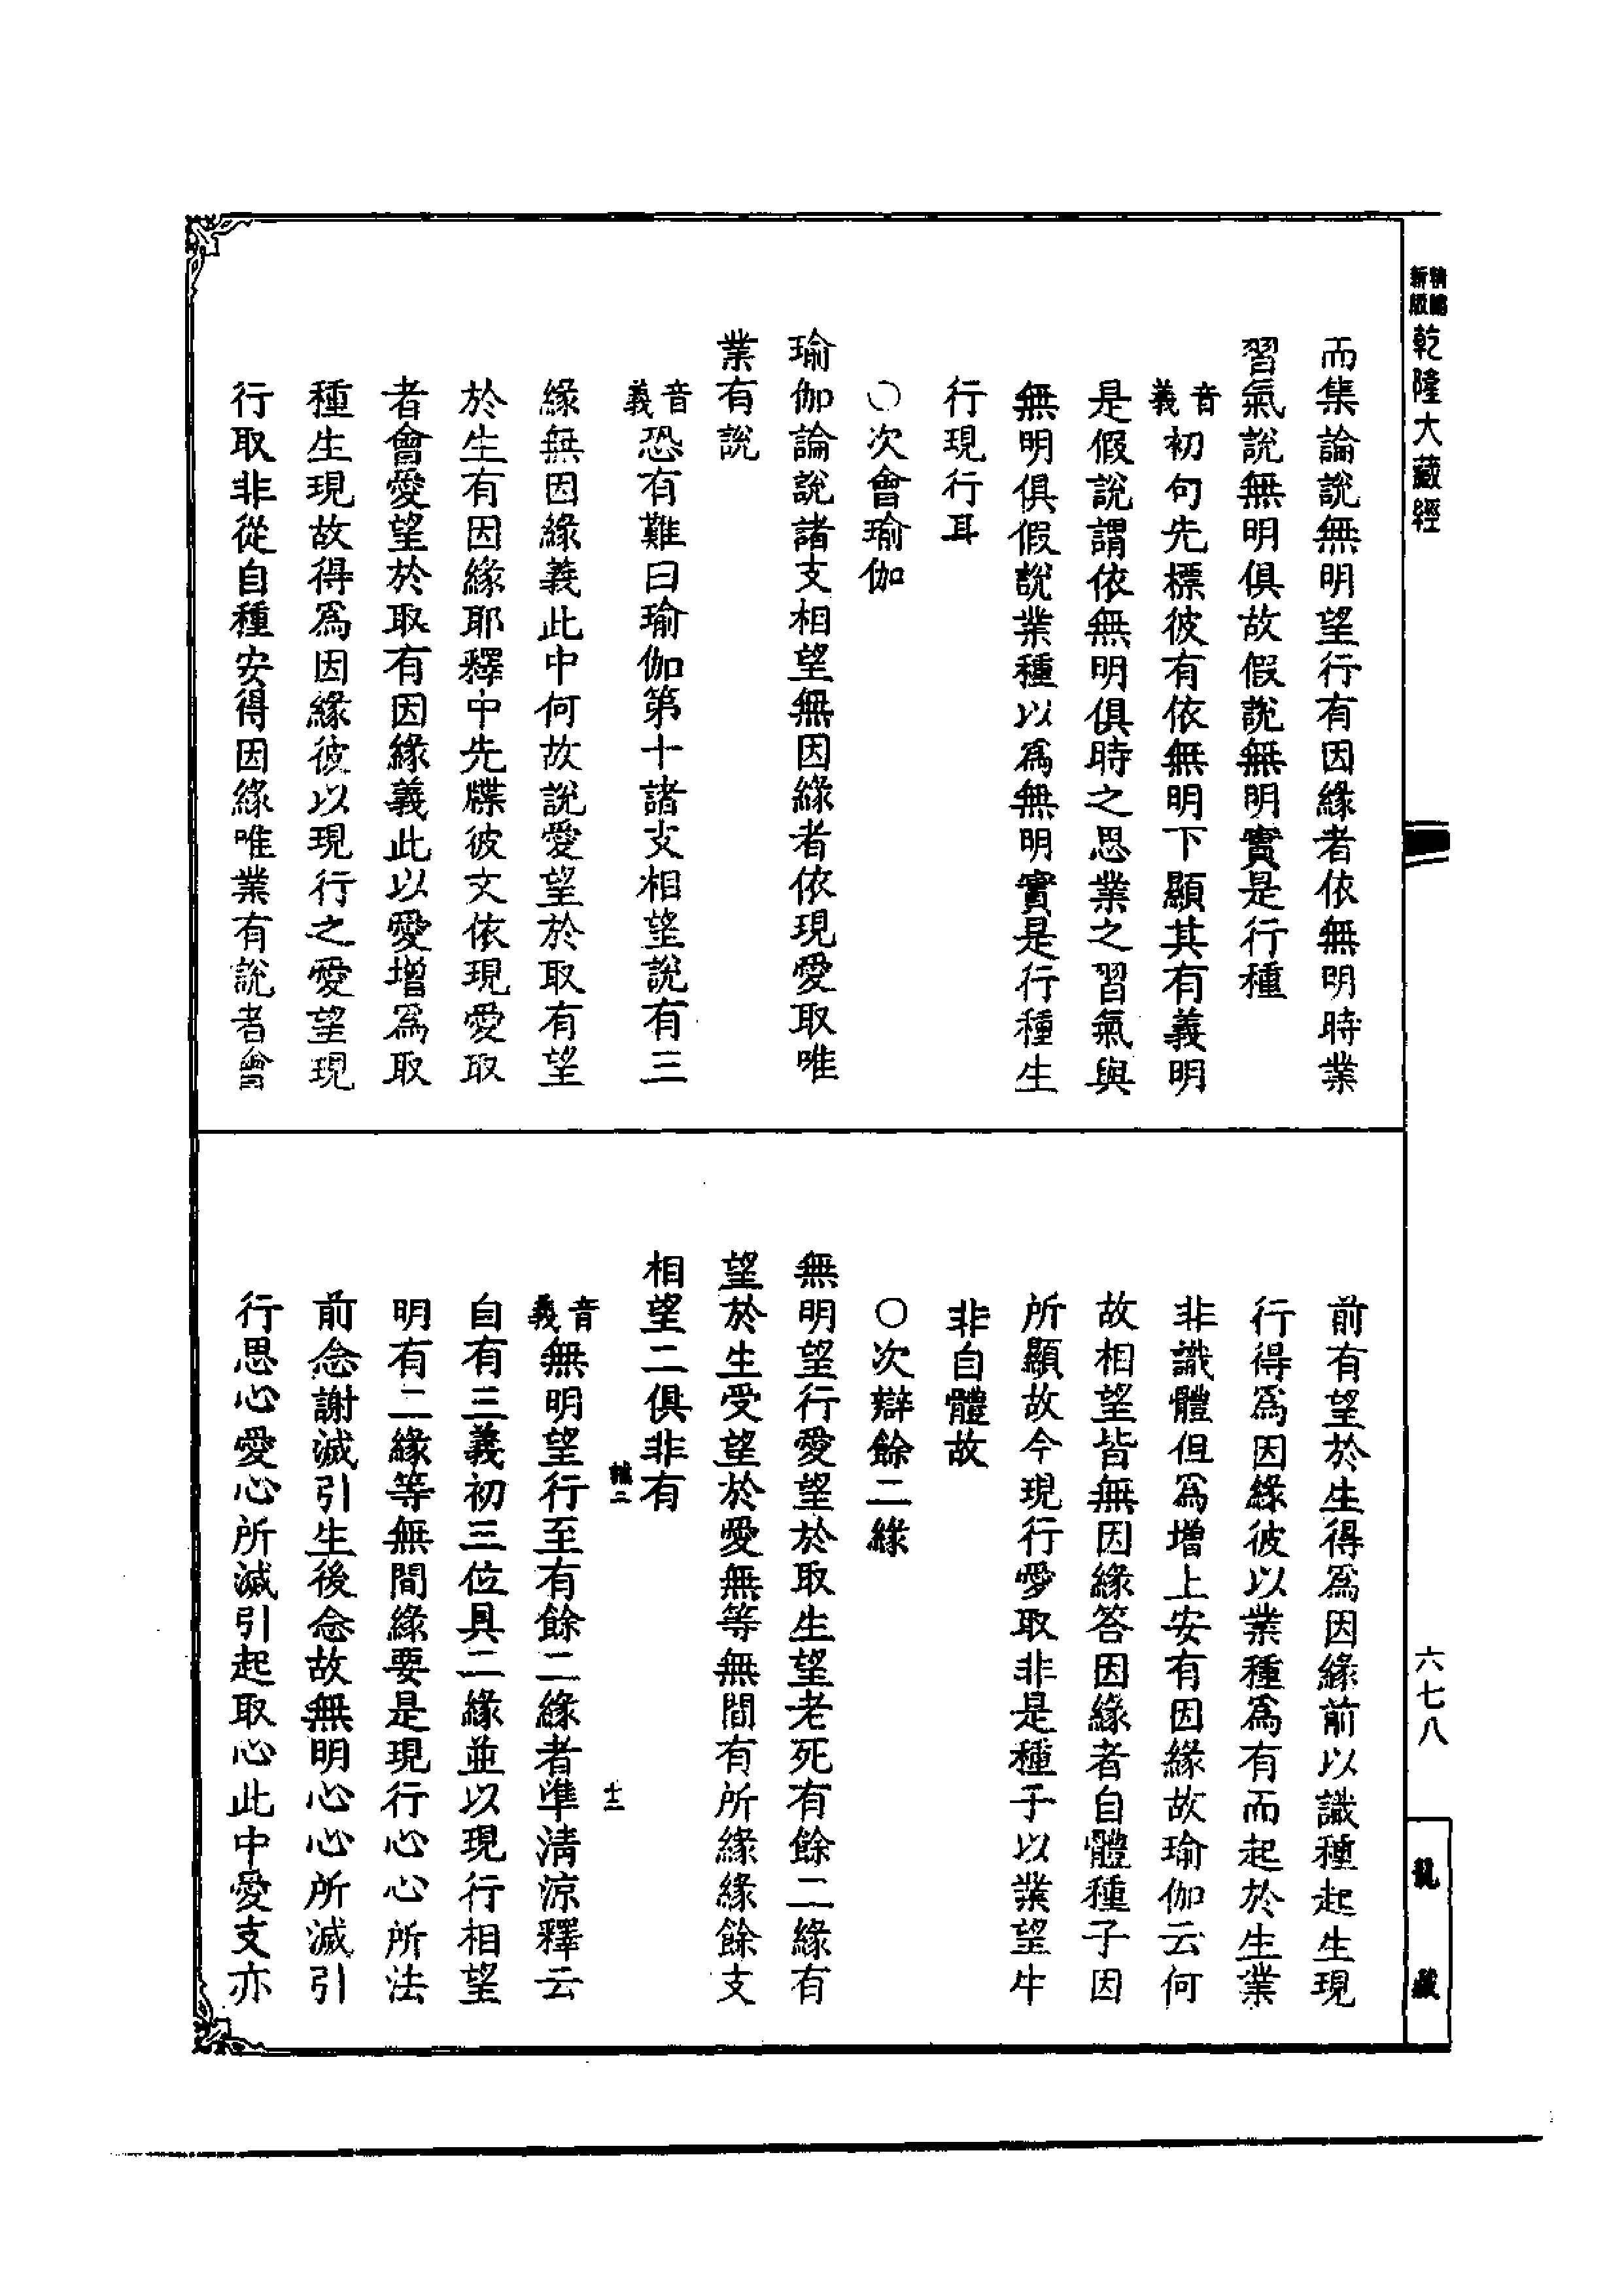 精編
新版
乾隆大藏經
而集論說無明望行有因緣者依無明時業
習氣說無明俱故假說無明實是行種
音義初句先標彼有依無明下顯其有義明
是假說謂依無明俱時之思業之習氣與
無明俱假說業種以為無明實是行種生
行現行耳
○次會瑜伽
瑜伽論說諸支相望無因緣者依現愛取唯
業有說
音義恐有難曰瑜伽第十諸支相望說有三
緣無因緣義此中何故說愛望於取有望
於生有因緣耶釋中先牒彼文依現愛取
者會愛望於取有因緣義此以愛增為取
種生現故得為因緣彼以現行之愛望現
行取非從自種安得因緣唯業有說者會
前有望於生得為因緣前以識種起生現
行得為因緣彼以業種為有而起於生業
非識體但為增上安有因緣故瑜伽云何
故相望皆無因緣答因緣者自體種子因
所顯故今現行愛取非是種子以業望生
非自體故
○次辯餘二緣
無明望行愛望於取生望老死有餘二緣有
望於生受望於愛無等無間有所緣緣餘支
相望二俱非有
音義無明望行至有餘二緣者準清涼釋云
自有三義初三位具二緣並以現行相望
明有二緣等無間緣要是現行心心所法
前念謝滅引生後念故無明心心所滅引
行思心愛心所滅引起取心此中愛支亦
六七八
龍藏